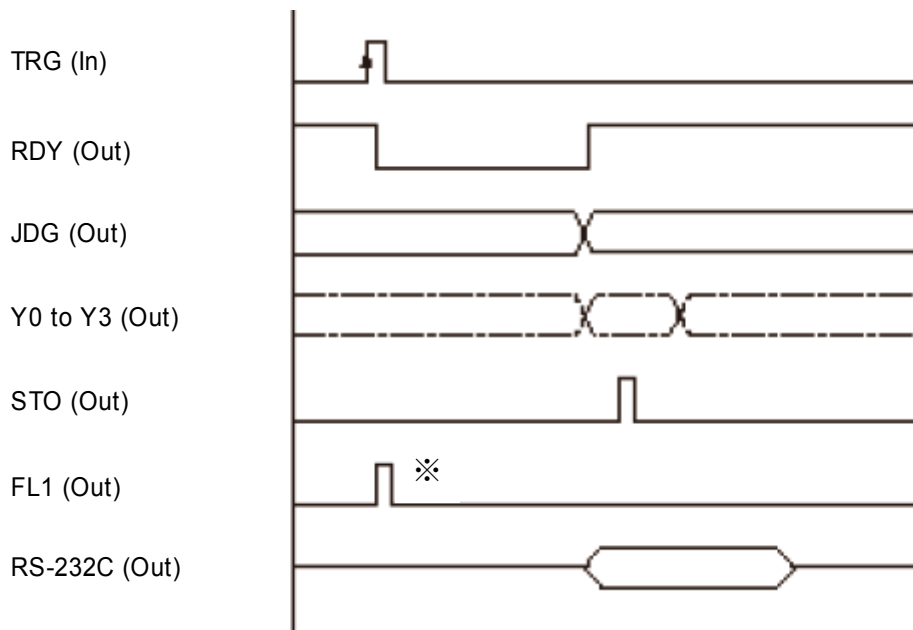 TRG (In)
RDY (Out)
JDG (Out)
Y0 to Y3 (Out)
STO (Out)
FL1 (Out) ※
RS-232C (Out)